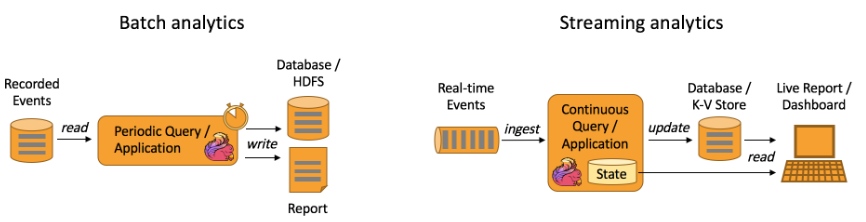 Batch analytics
Recorded
Events
read
Periodic Query /
Application
write
Database /
HDFS
Report
Streaming analytics
Real-time
Events
ingest
Continuous
Query /
Application
State
update
Database /
K-V Store
read
Live Report /
Dashboard